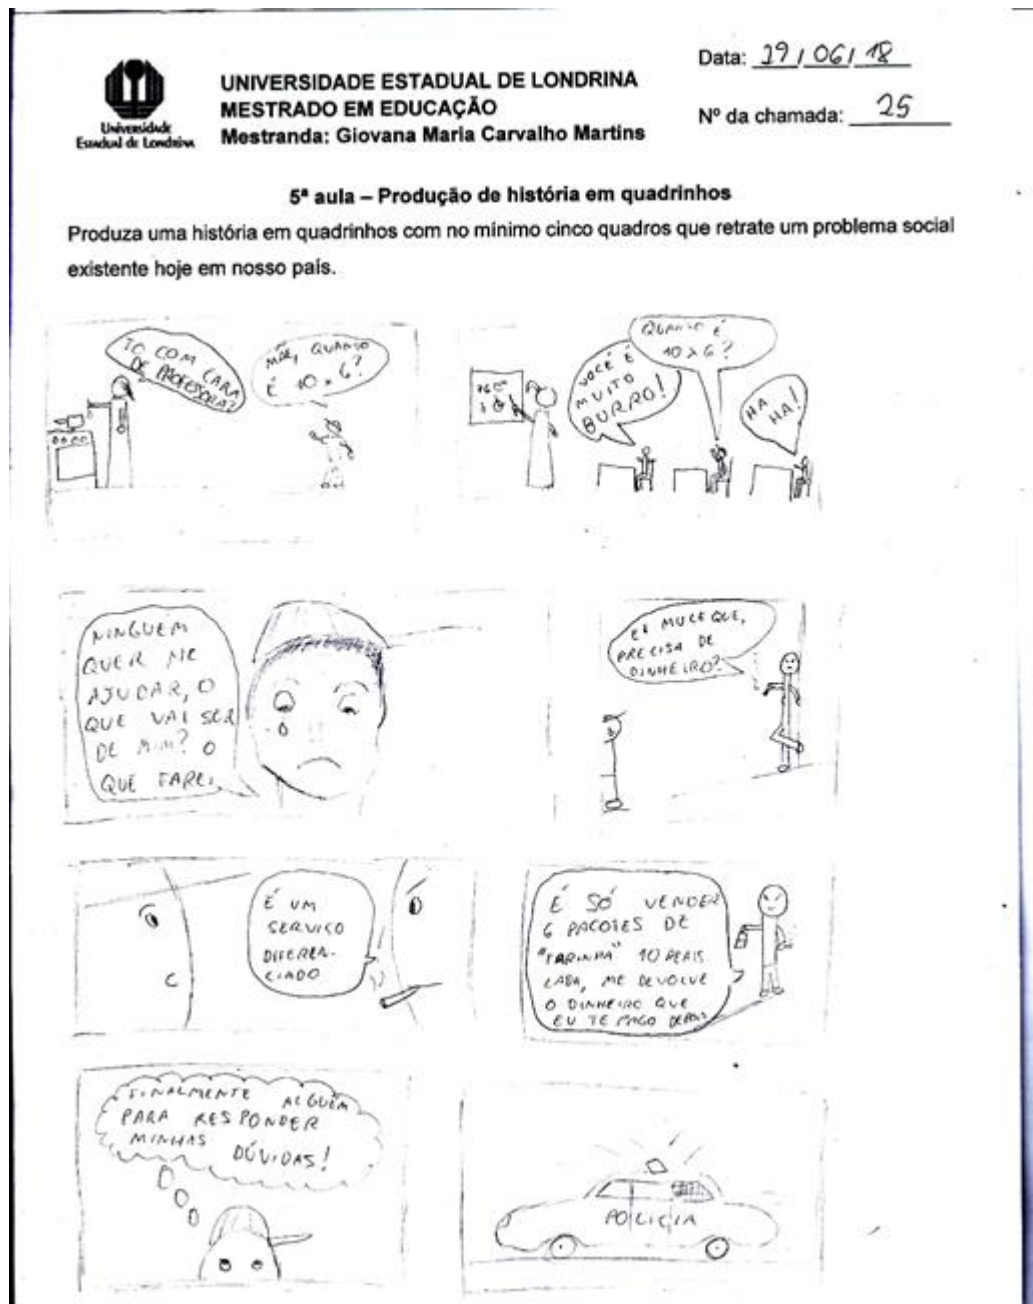 Universidade
Estadual de Londrina
UNIVERSIDADE ESTADUAL DE LONDRINA
MESTRADO EM EDUCAÇÃO
Mestranda: Giovana Maria Carvalho Martins
Data: 19/06/18
Nº da chamada: 25
5ª aula – Produção de história em quadrinhos
Produza uma história em quadrinhos com no mínimo cinco quadros que retrate um problema social
existente hoje em nosso país.
MÃE, QUANTO
É 10 x 6?
TO COM CARA
DE PROFESSORA?
QUANTO É
10 x 6?
VOCÊ É
MUITO
BURRO!
HA
HA!
NINGUÉM
QUER ME
AJUDAR, O
QUE VAI SER
DE MIM? O
QUE FAREI
EI MULEQUE,
PRECISA DE
DINHEIRO?
É UM
SERVIÇO
DIFEREN-
CIADO
É SÓ VENDER
6 PACOTES DE
"FARINHA" 10 REAIS
CADA, ME DEVOLVE
O DINHEIRO QUE
EU TE PAGO DEPOIS
FINALMENTE ALGUÉM
PARA RESPONDER
MINHAS
DÚVIDAS!
POLICIA